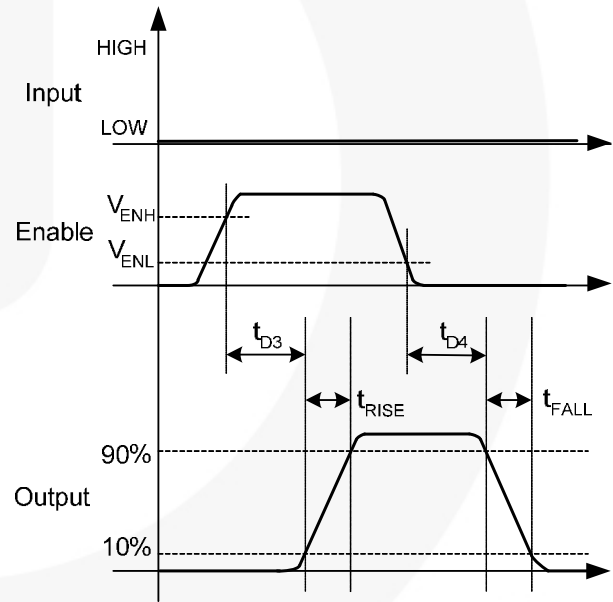 HIGH
Input
LOW
VENH
Enable
VENL
tD3
tD4
tRISE
tFALL
90%
Output
10%